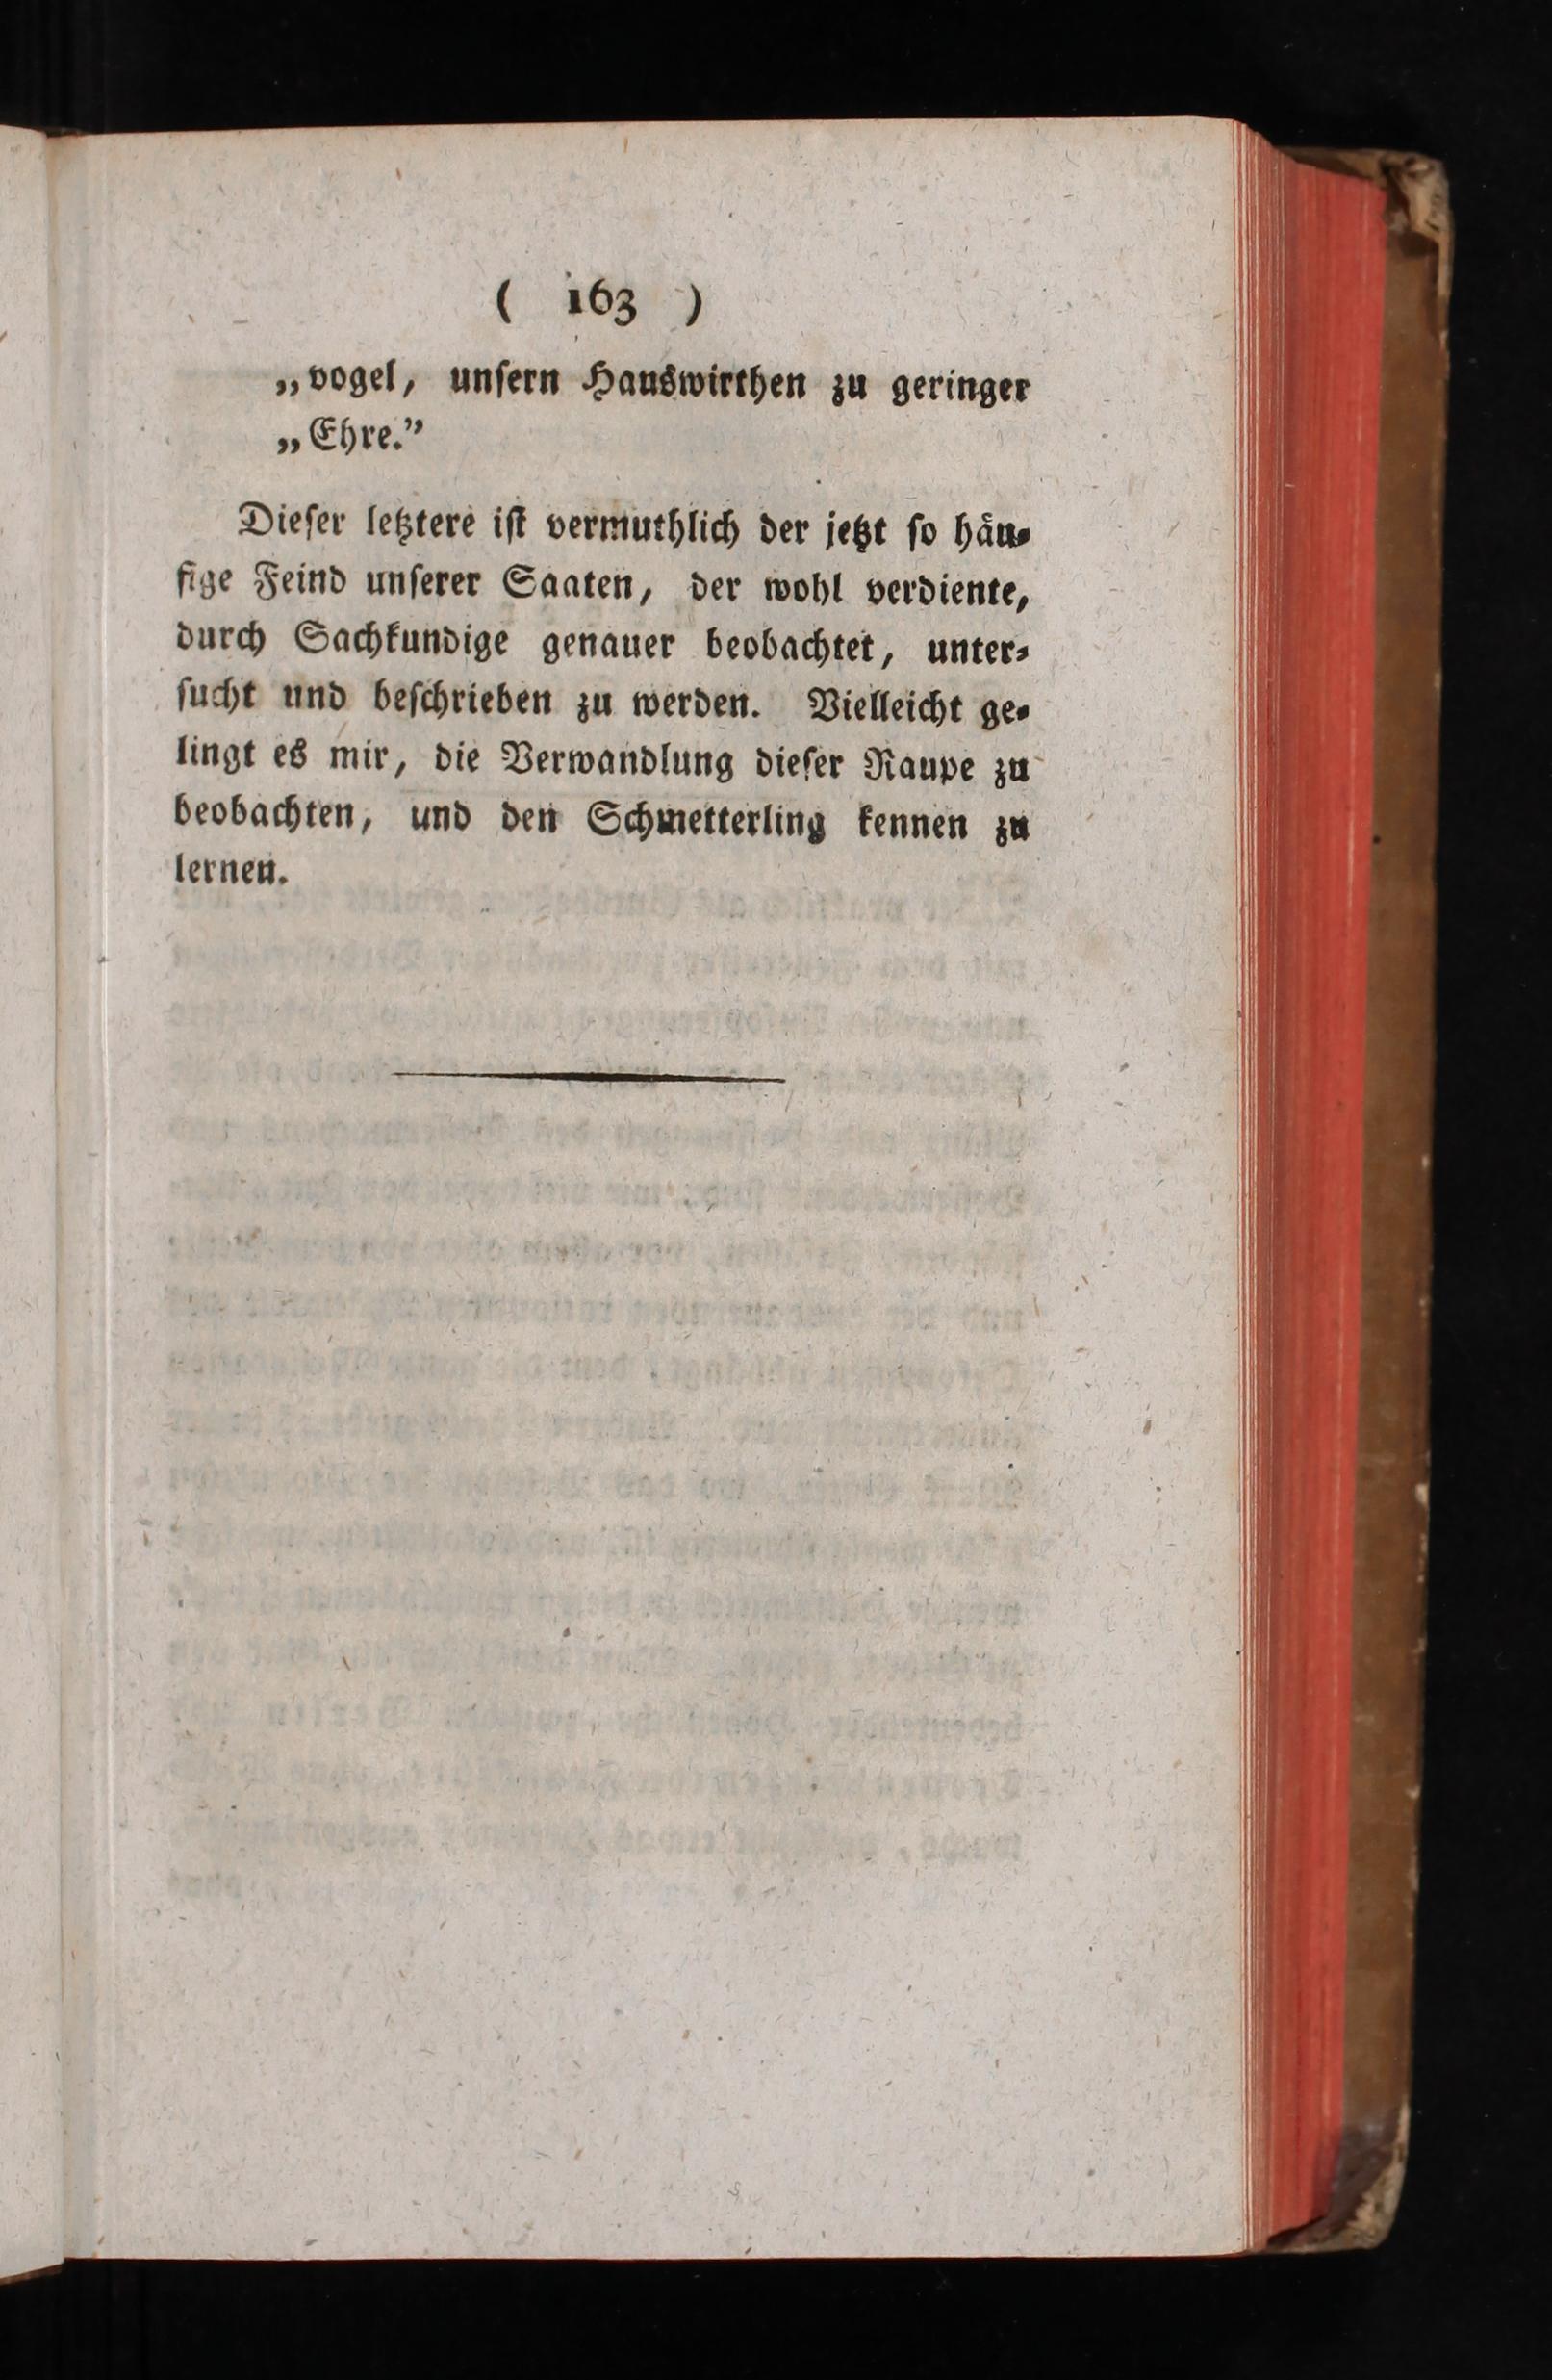 ( 163 )
„vogel, unſern Hauswirthen zu geringer
„Ehre.”
Dieſer letztere iſt vermuthlich der jetzt ſo häu⸗
fige Feind unſerer Saaten, der wohl verdiente,
durch Sachkundige genauer beobachtet, unter⸗
ſucht und beſchrieben zu werden. Vielleicht ge⸗
lingt es mir, die Verwandlung dieſer Raupe zu
beobachten, und den Schmetterling kennen zu
lernen.